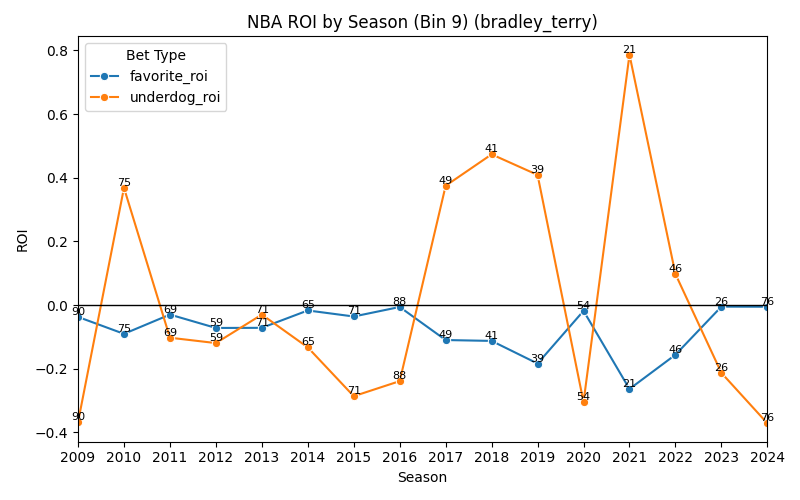 NBA ROI by Season (Bin 9) (bradley_terry)
Bet Type
favorite_roi
underdog_roi
ROI
0.8
0.6
0.4
0.2
0.0
−0.2
−0.4
90 75 69 59 71 65 71 88 49 41 39 54 21 46 26 76
90 75 69 59 71 65 71 88 49 41 39 54 21 46 26 76
2009 2010 2011 2012 2013 2014 2015 2016 2017 2018 2019 2020 2021 2022 2023 2024
Season